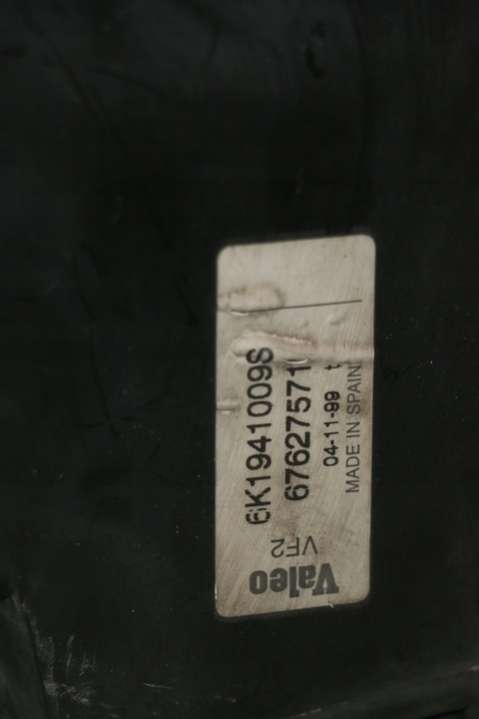 Valeo
VF2
6K1941009S
67627571
04-11-99 t
MADE IN SPAIN